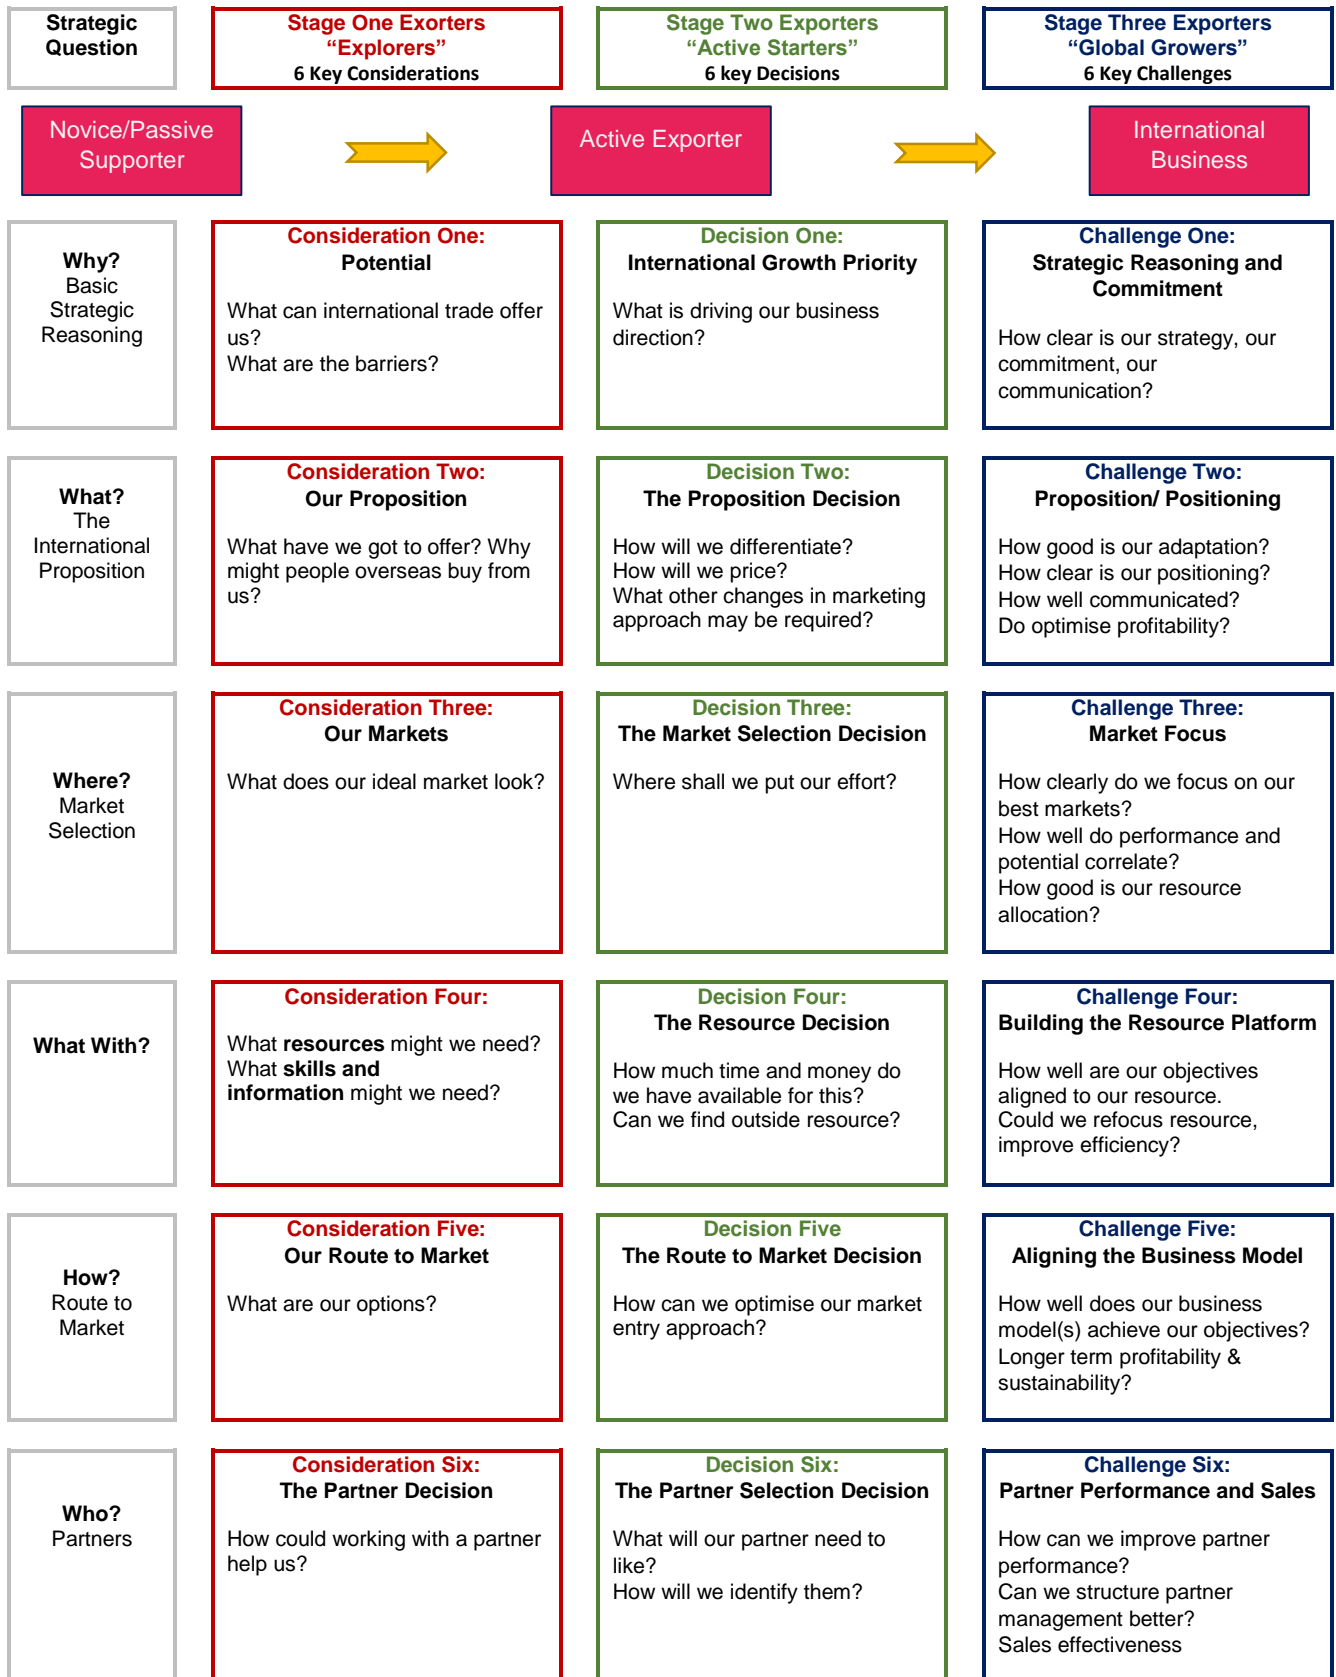 Strategic
Question
Stage One Exorters
“Explorers”
6 Key Considerations
Stage Two Exporters
“Active Starters”
6 key Decisions
Stage Three Exporters
“Global Growers”
6 Key Challenges
Novice/Passive
Supporter
Active Exporter
International
Business
Why?
Basic
Strategic
Reasoning
Consideration One:
Potential
What can international trade offer
us?
What are the barriers?
Decision One:
International Growth Priority
What is driving our business
direction?
Challenge One:
Strategic Reasoning and
Commitment
How clear is our strategy, our
commitment, our
communication?
What?
The
International
Proposition
Consideration Two:
Our Proposition
What have we got to offer? Why
might people overseas buy from
us?
Decision Two:
The Proposition Decision
How will we differentiate?
How will we price?
What other changes in marketing
approach may be required?
Challenge Two:
Proposition/ Positioning
How good is our adaptation?
How clear is our positioning?
How well communicated?
Do optimise profitability?
Where?
Market
Selection
Consideration Three:
Our Markets
What does our ideal market look?
Decision Three:
The Market Selection Decision
Where shall we put our effort?
Challenge Three:
Market Focus
How clearly do we focus on our
best markets?
How well do performance and
potential correlate?
How good is our resource
allocation?
What With?
Consideration Four:
What resources might we need?
What skills and
information might we need?
Decision Four:
The Resource Decision
How much time and money do
we have available for this?
Can we find outside resource?
Challenge Four:
Building the Resource Platform
How well are our objectives
aligned to our resource.
Could we refocus resource,
improve efficiency?
How?
Route to
Market
Consideration Five:
Our Route to Market
What are our options?
Decision Five
The Route to Market Decision
How can we optimise our market
entry approach?
Challenge Five:
Aligning the Business Model
How well does our business
model(s) achieve our objectives?
Longer term profitability &
sustainability?
Who?
Partners
Consideration Six:
The Partner Decision
How could working with a partner
help us?
Decision Six:
The Partner Selection Decision
What will our partner need to
like?
How will we identify them?
Challenge Six:
Partner Performance and Sales
How can we improve partner
performance?
Can we structure partner
management better?
Sales effectiveness